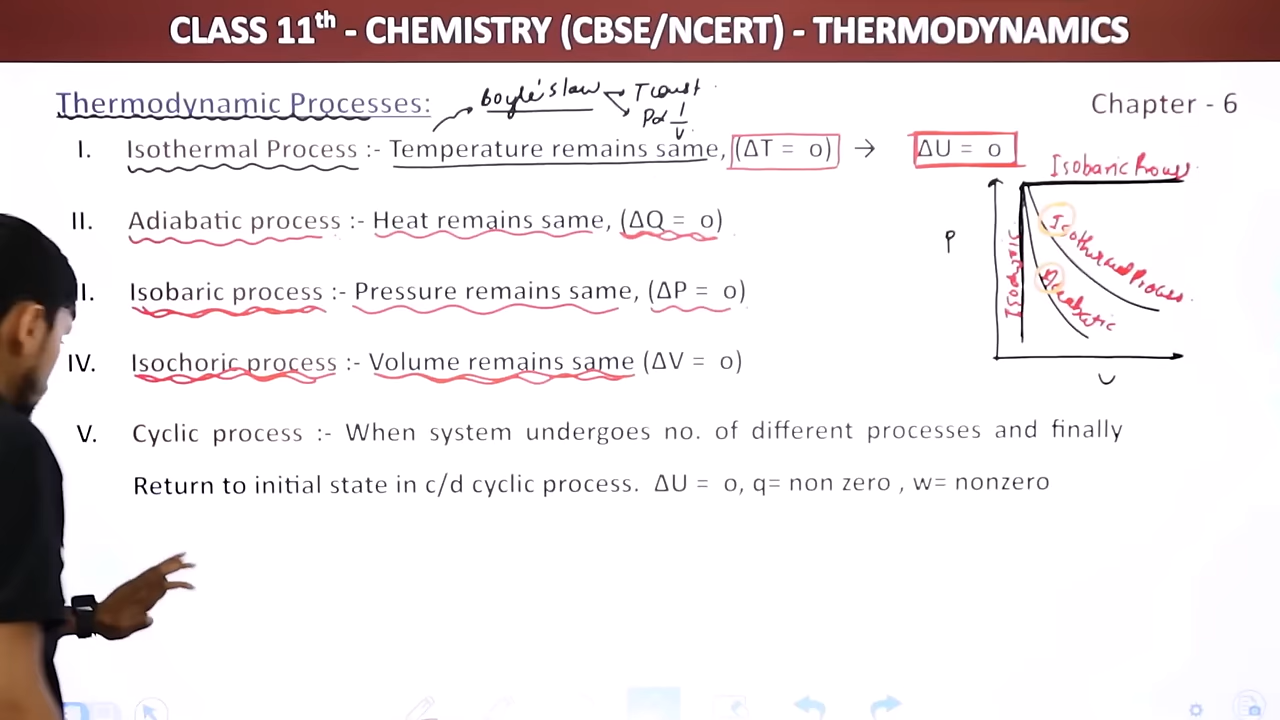 CLASS 11th - CHEMISTRY (CBSE/NCERT) - THERMODYNAMICS
Thermodynamic Processes:
Boyle's law
T const
P∝ 1/V
Chapter - 6
I. Isothermal Process :- Temperature remains same, (ΔT = 0) → ΔU = 0
Isobaric Process
II. Adiabatic process :- Heat remains same, (ΔQ = 0)
P
Isothermal Process
Isochoric
Adiabatic
V
I. Isobaric process :- Pressure remains same, (ΔP = 0)
IV. Isochoric process :- Volume remains same (ΔV = 0)
V. Cyclic process :- When system undergoes no. of different processes and finally
Return to initial state in c/d cyclic process. ΔU = 0, q= non zero , w= nonzero